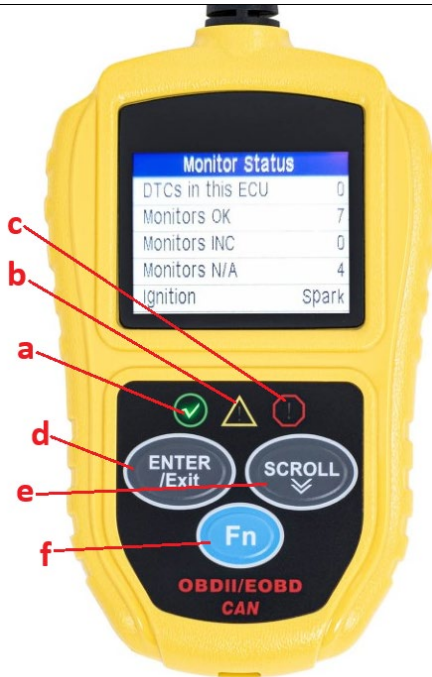 Monitor Status
DTCs in this ECU 0
Monitors OK 7
Monitors INC 0
Monitors N/A 4
Ignition Spark
c
b
a
d
e
f
ENTER
/Exit
SCROLL
Fn
OBDII/EOBD
CAN